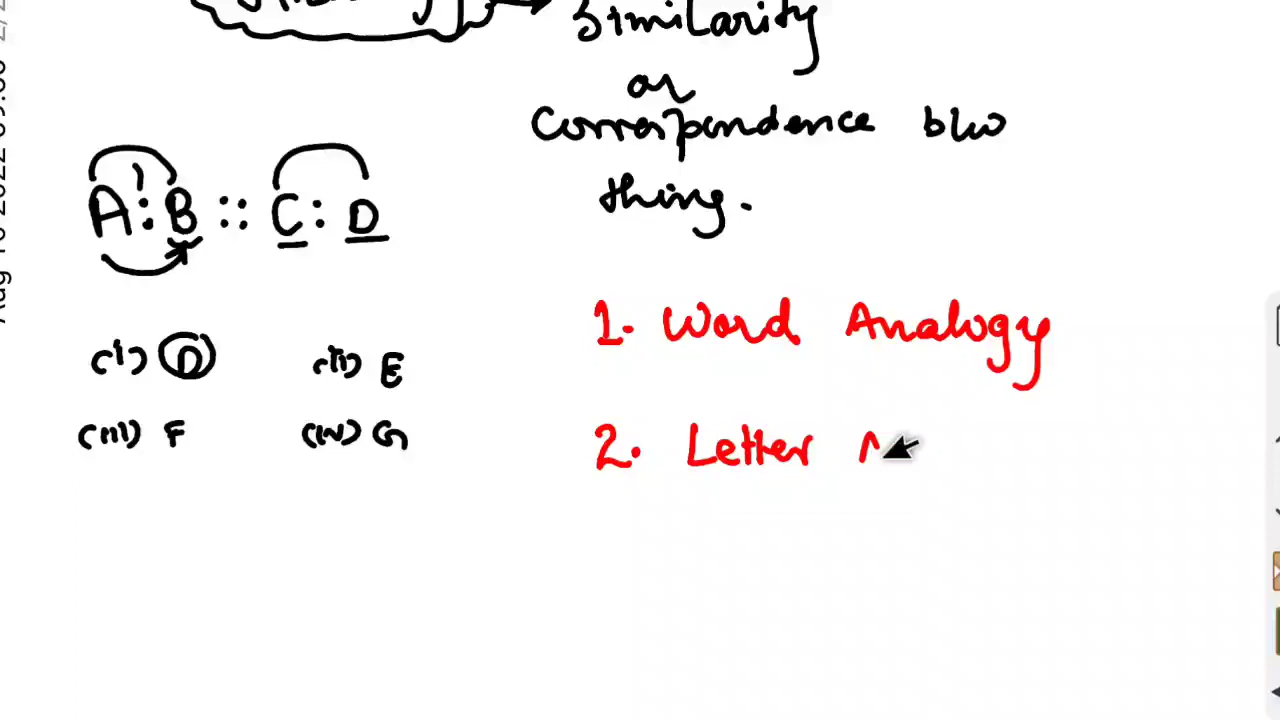 Similarity
or
Correspondence b/w
thing.
A : B :: C : D
(i) D (ii) E
(iii) F (iv) G
1. Word Analogy
2. Letter